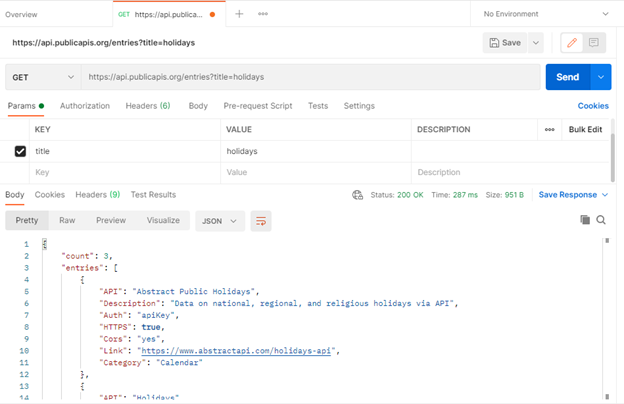 Overview
GET https://api.publica...
No Environment
https://api.publicapis.org/entries?title=holidays
Save
GET
https://api.publicapis.org/entries?title=holidays
Send
Params
Authorization
Headers (6)
Body
Pre-request Script
Tests
Settings
Cookies
KEY
VALUE
DESCRIPTION
Bulk Edit
title
holidays
Key
Value
Description
Body
Cookies
Headers (9)
Test Results
Status: 200 OK
Time: 287 ms
Size: 951 B
Save Response
Pretty
Raw
Preview
Visualize
JSON
1 {
2 "count": 3,
3 "entries": [
4 {
5 "API": "Abstract Public Holidays",
6 "Description": "Data on national, regional, and religious holidays via API",
7 "Auth": "apiKey",
8 "HTTPS": true,
9 "Cors": "yes",
10 "Link": "https://www.abstractapi.com/holidays-api",
11 "Category": "Calendar"
12 },
13 {
14 "API": "Holidays"